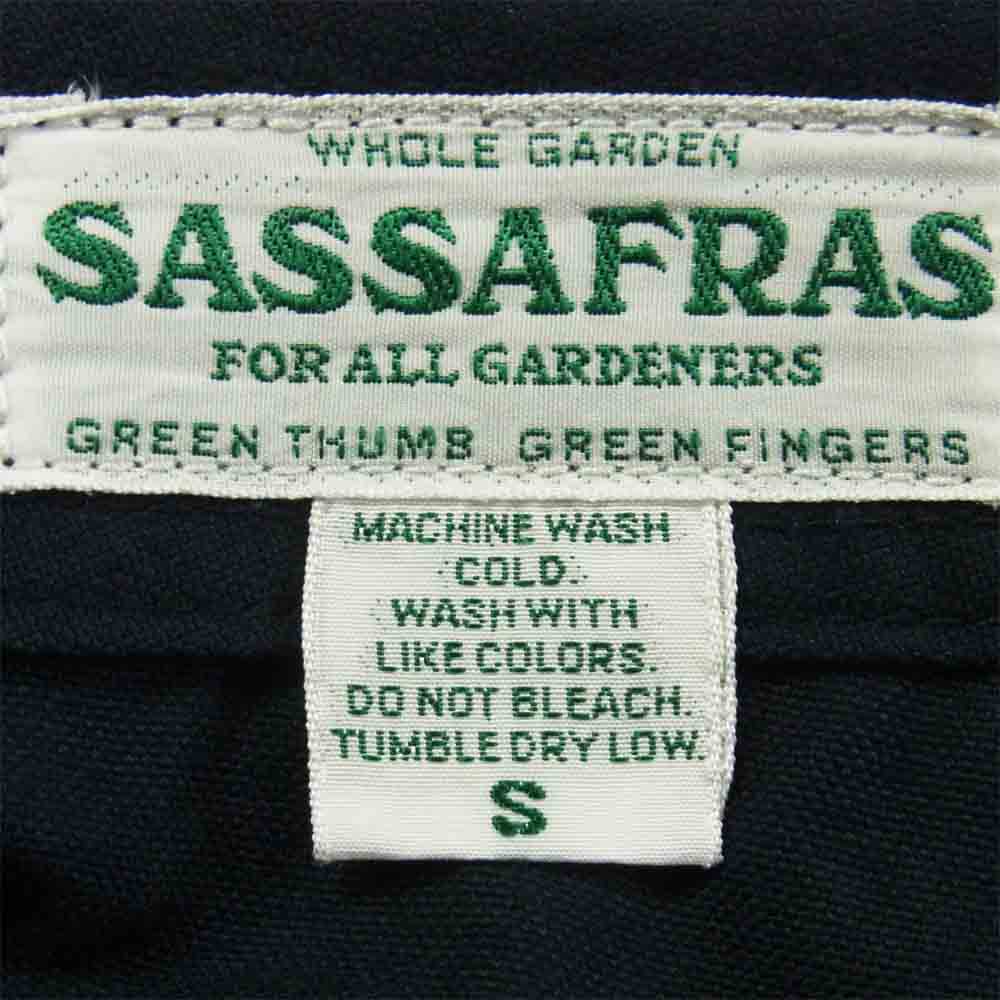 WHOLE GARDEN
SASSAFRAS
FOR ALL GARDENERS
GREEN THUMB GREEN FINGERS
MACHINE WASH
COLD.
WASH WITH
LIKE COLORS.
DO NOT BLEACH.
TUMBLE DRY LOW.
S